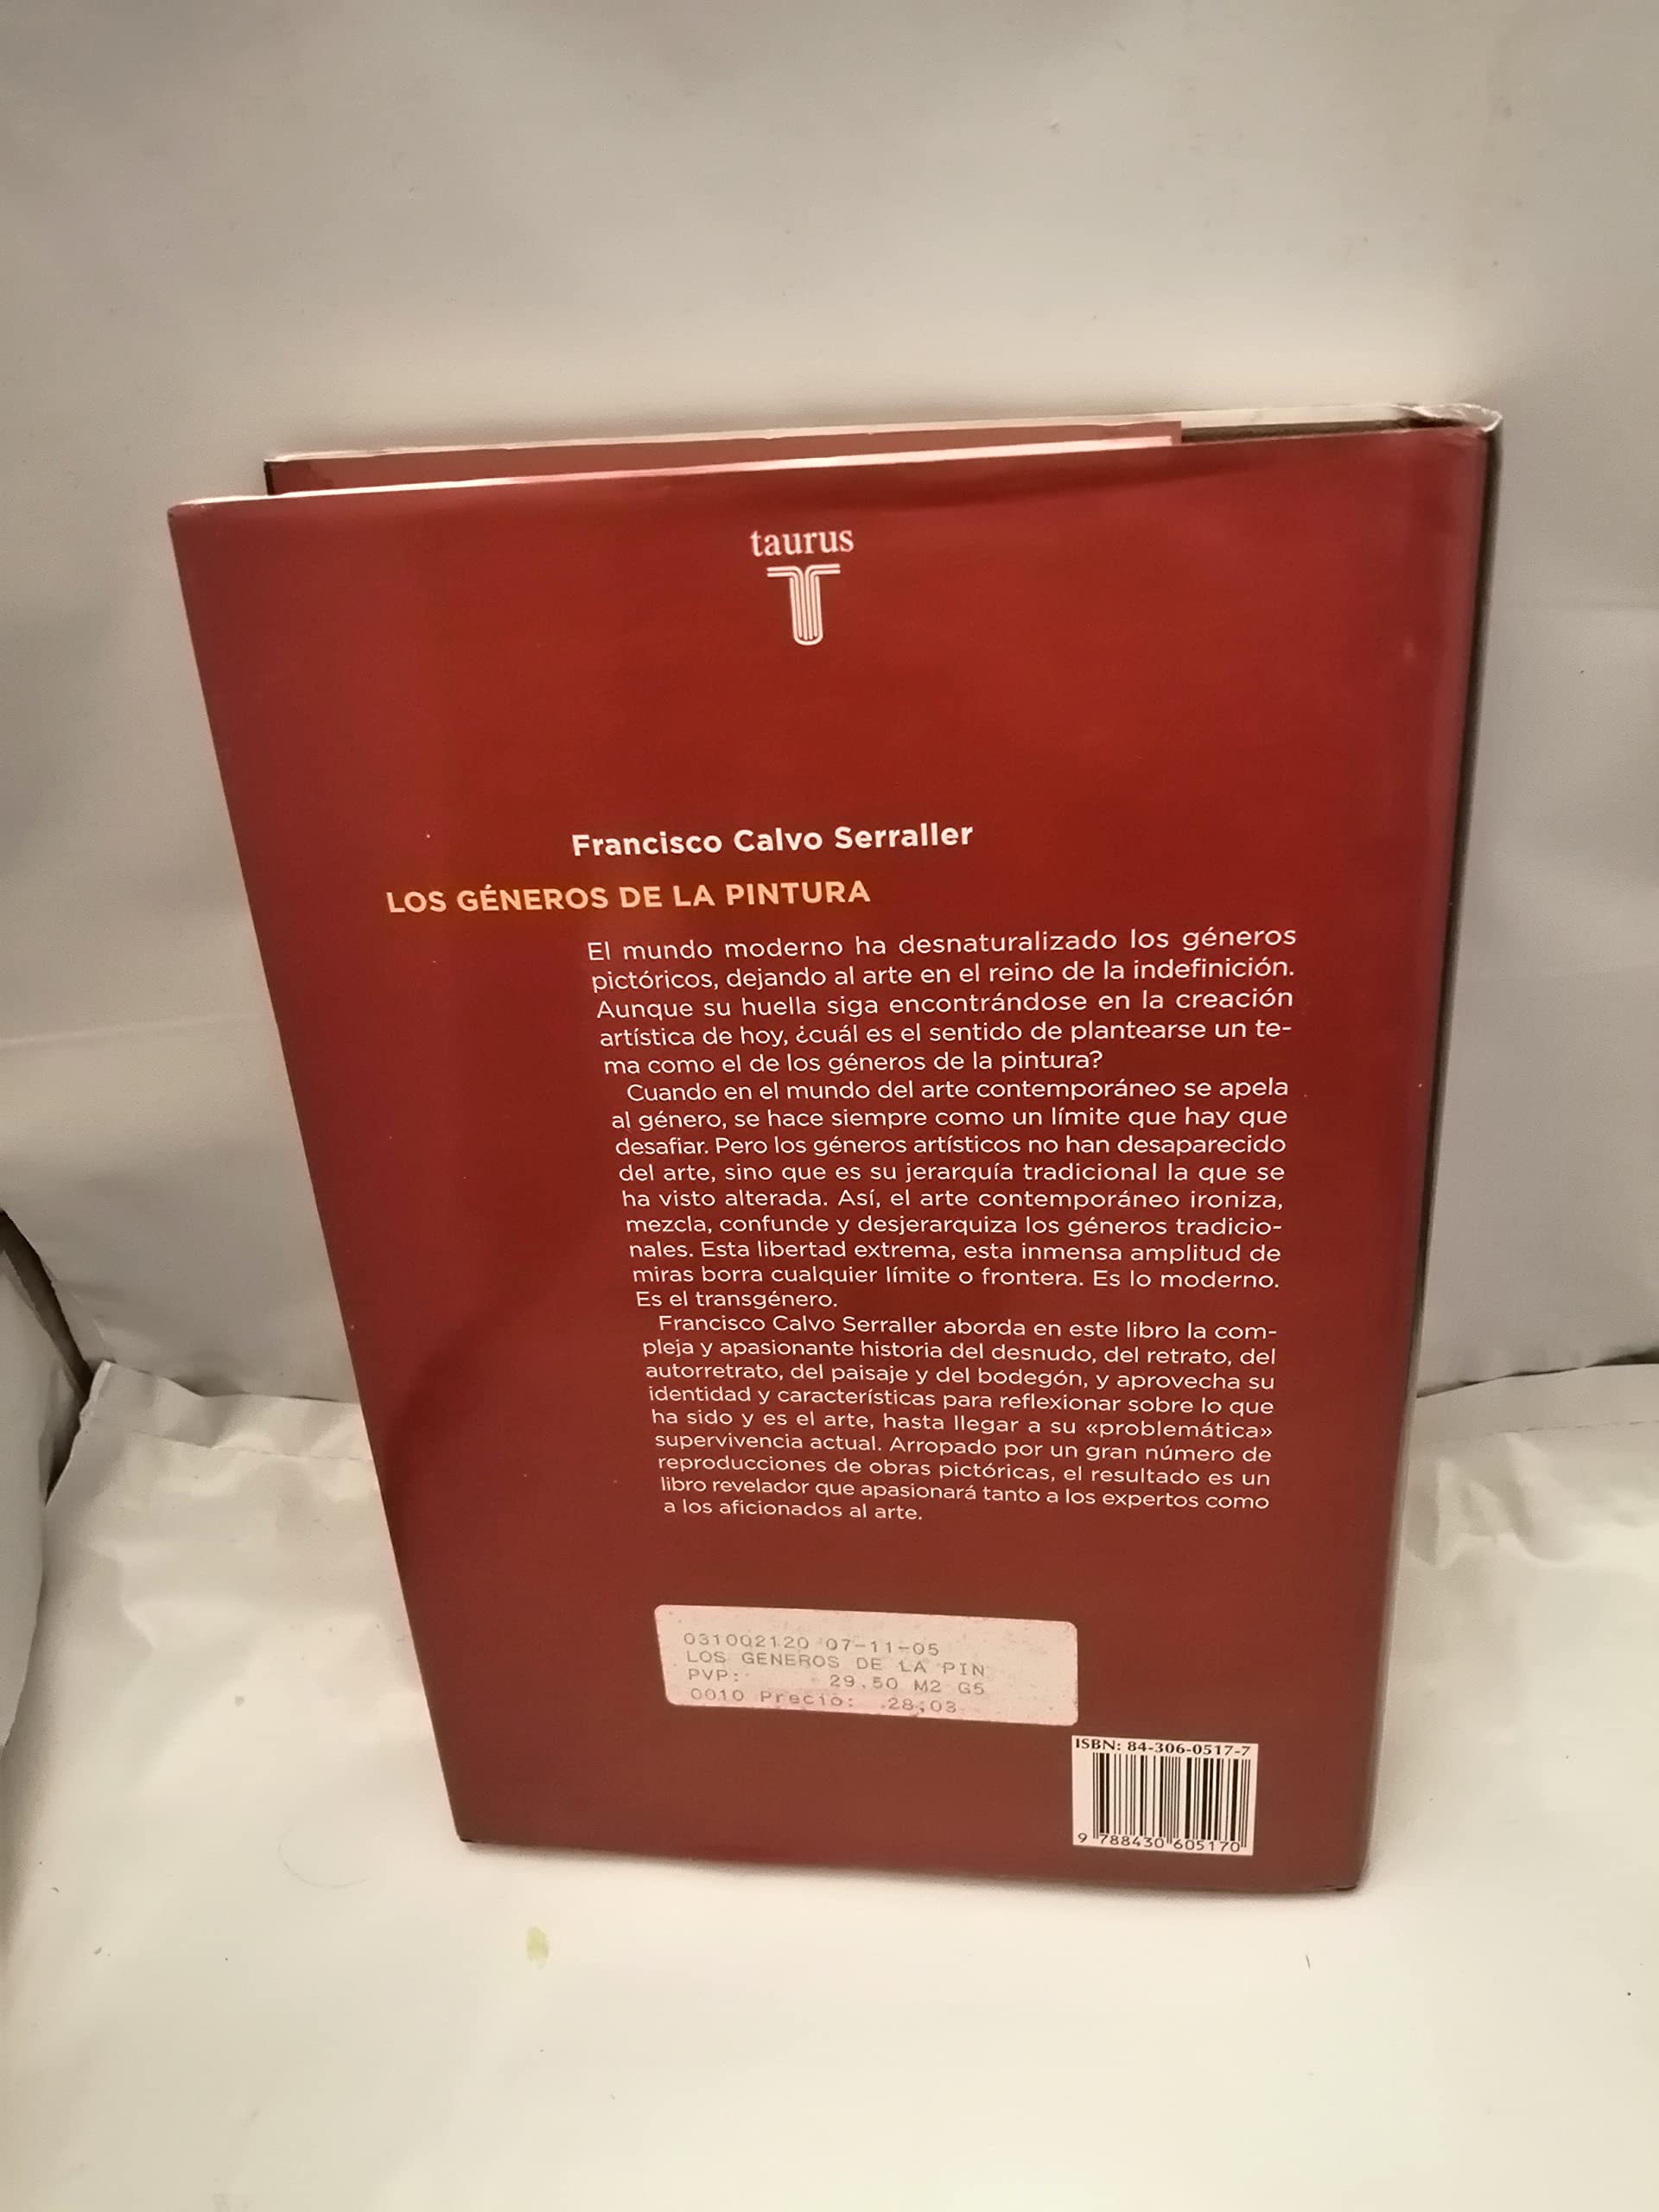 taurus
Francisco Calvo Serraller
LOS GÉNEROS DE LA PINTURA
El mundo moderno ha desnaturalizado los géneros
pictóricos, dejando al arte en el reino de la indefinición.
Aunque su huella siga encontrándose en la creación
artística de hoy, ¿cuál es el sentido de plantearse un te-
ma como el de los géneros de la pintura?
Cuando en el mundo del arte contemporáneo se apela
al género, se hace siempre como un límite que hay que
desafiar. Pero los géneros artísticos no han desaparecido
del arte, sino que es su jerarquía tradicional la que se
ha visto alterada. Así, el arte contemporáneo ironiza,
mezcla, confunde y desjerarquiza los géneros tradicio-
nales. Esta libertad extrema, esta inmensa amplitud de
miras borra cualquier límite o frontera. Es lo moderno.
Es el transgénero.
Francisco Calvo Serraller aborda en este libro la com-
pleja y apasionante historia del desnudo, del retrato, del
autorretrato, del paisaje y del bodegón, y aprovecha su
identidad y características para reflexionar sobre lo que
ha sido y es el arte, hasta llegar a su «problemática»
supervivencia actual. Arropado por un gran número de
reproducciones de obras pictóricas, el resultado es un
libro revelador que apasionará tanto a los expertos como
a los aficionados al arte.
031002120 07-11-05
LOS GENEROS DE LA PIN
PVP: 29.50 M2 G5
0010 Precio: 28,03
ISBN: 84-306-0517-7
9 788430 605170